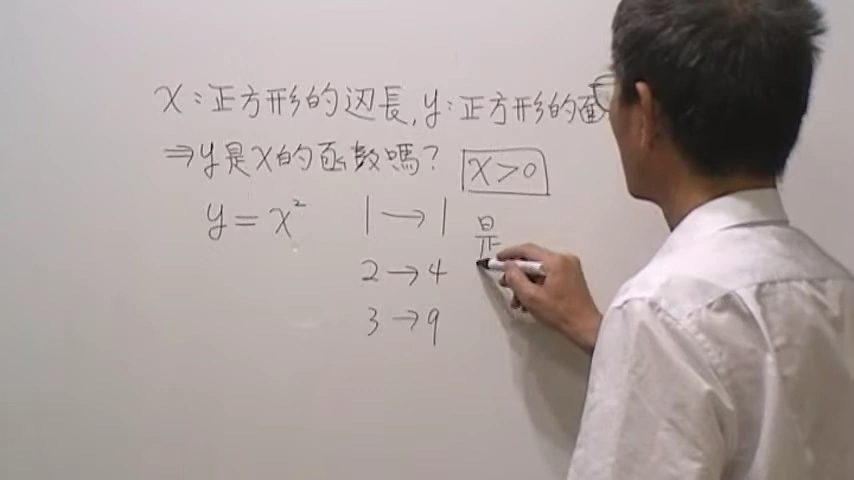 x:正方形的边長,y:正方形的面
⇒y是x的函数嗎? x>0
y=x² 1→1 是
2→4
3→9